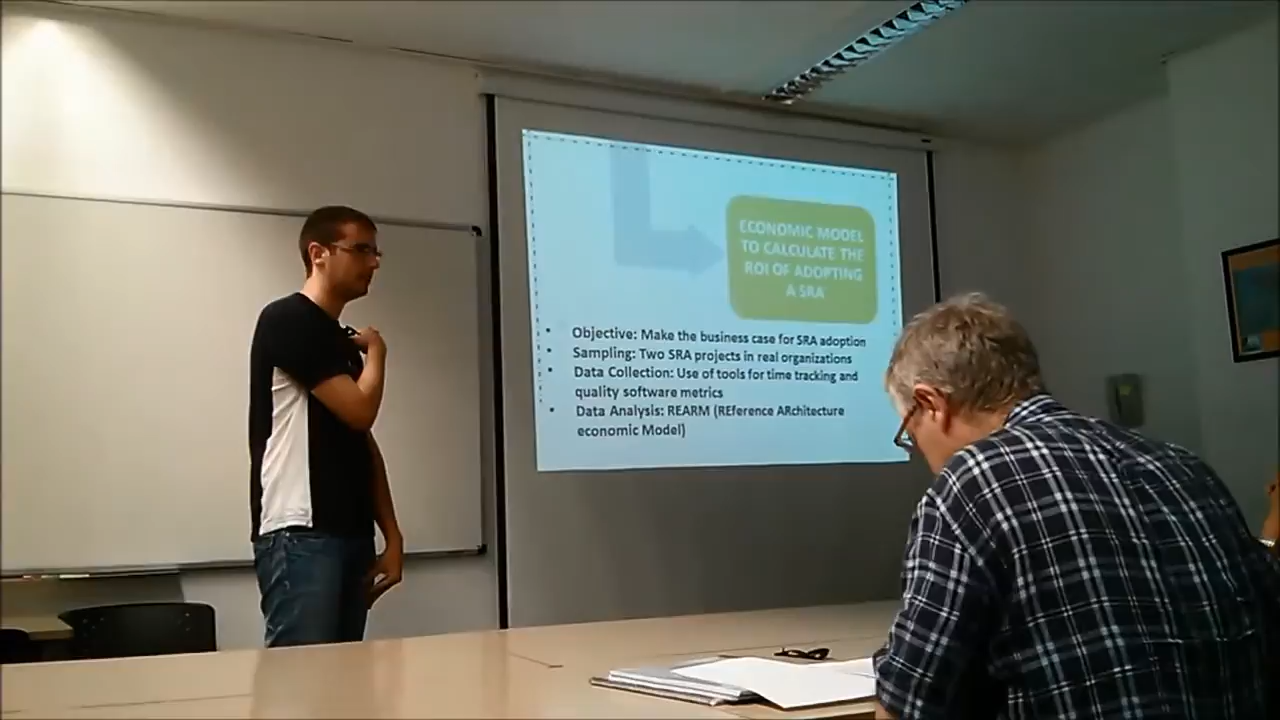 ECONOMIC MODEL
TO CALCULATE THE
ROI OF ADOPTING
A SRA
• Objective: Make the business case for SRA adoption
• Sampling: Two SRA projects in real organizations
• Data Collection: Use of tools for time tracking and
quality software metrics
• Data Analysis: REARM (REference ARchitecture
economic Model)